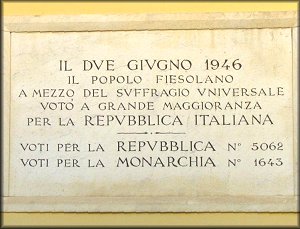 IL DVE GIVGNO 1946
IL POPOLO FIESOLANO
A MEZZO DEL SVFFRAGIO VNIVERSALE
VOTÒ A GRANDE MAGGIORANZA
PER LA REPVBBLICA ITALIANA
VOTI PER LA REPVBBLICA N° 5062
VOTI PER LA MONARCHIA N° 1643